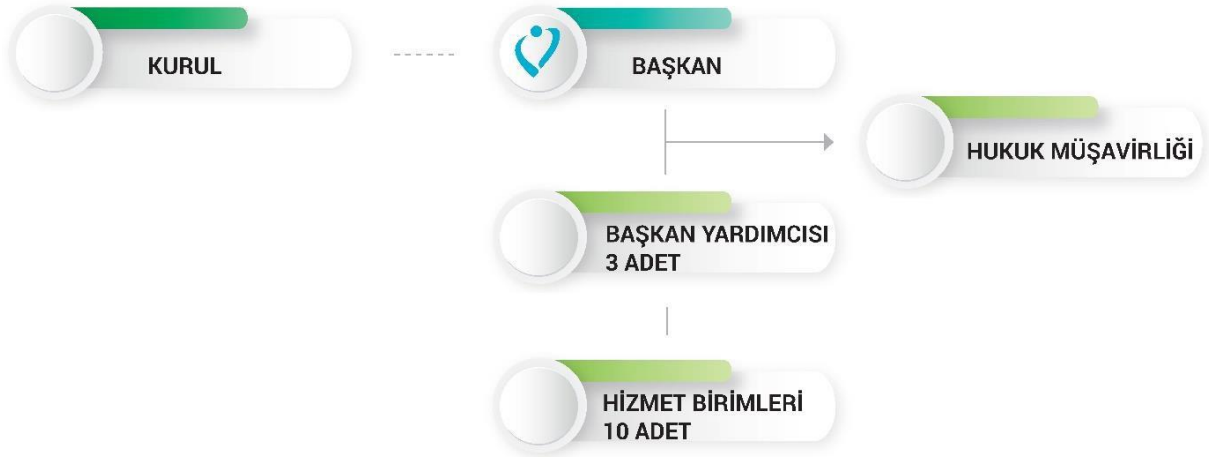 KURUL
BAŞKAN
HUKUK MÜŞAVİRLİĞİ
BAŞKAN YARDIMCISI
3 ADET
HİZMET BİRİMLERİ
10 ADET